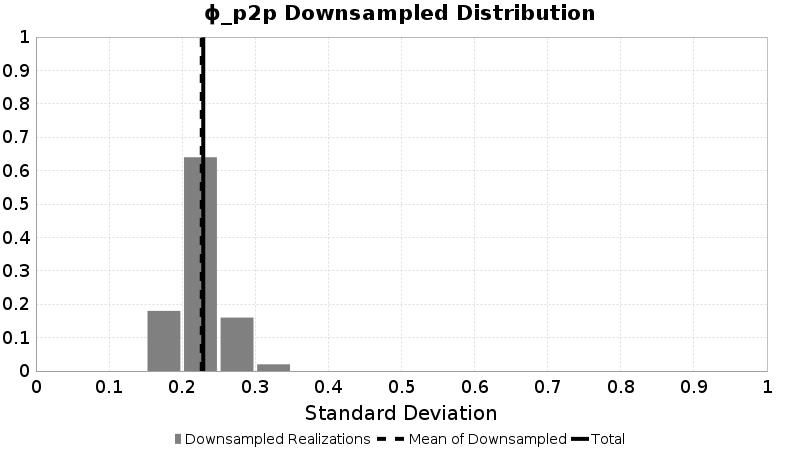 ϕ_p2p Downsampled Distribution
1
0.9
0.8
0.7
0.6
0.5
0.4
0.3
0.2
0.1
0
0 0.1 0.2 0.3 0.4 0.5 0.6 0.7 0.8 0.9 1
Standard Deviation
Downsampled Realizations Mean of Downsampled Total